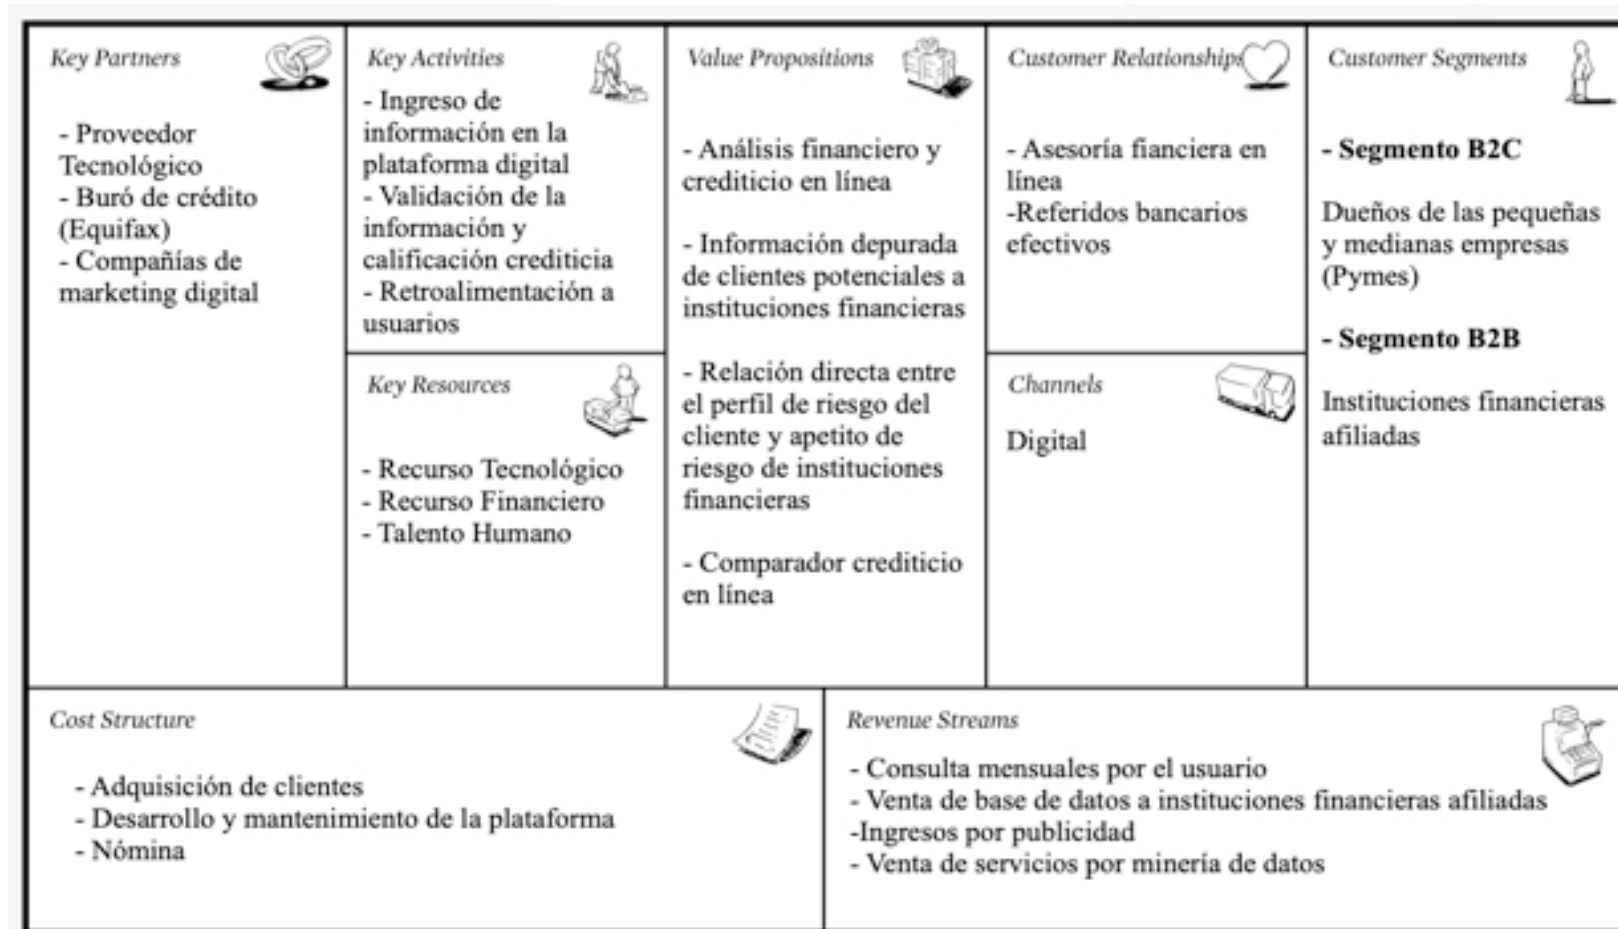 Key Partners
- Proveedor
Tecnológico
- Buró de crédito
(Equifax)
- Compañías de
marketing digital
Key Activities
- Ingreso de
información en la
plataforma digital
- Validación de la
información y
calificación crediticia
- Retroalimentación a
usuarios
Key Resources
- Recurso Tecnológico
- Recurso Financiero
- Talento Humano
Value Propositions
- Análisis financiero y
crediticio en línea
- Información depurada
de clientes potenciales a
instituciones financieras
- Relación directa entre
el perfil de riesgo del
cliente y apetito de
riesgo de instituciones
financieras
- Comparador crediticio
en línea
Customer Relationships
- Asesoría fianciera en
línea
-Referidos bancarios
efectivos
Channels
Digital
Customer Segments
- Segmento B2C
Dueños de las pequeñas
y medianas empresas
(Pymes)
- Segmento B2B
Instituciones financieras
afiliadas
Cost Structure
- Adquisición de clientes
- Desarrollo y mantenimiento de la plataforma
- Nómina
Revenue Streams
- Consulta mensuales por el usuario
- Venta de base de datos a instituciones financieras afiliadas
-Ingresos por publicidad
- Venta de servicios por minería de datos